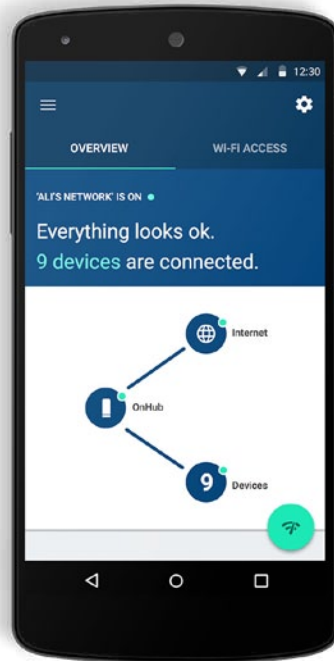 12:30
OVERVIEW
WI-FI ACCESS
'ALI'S NETWORK' IS ON
Everything looks ok.
9 devices are connected.
Internet
OnHub
9
Devices